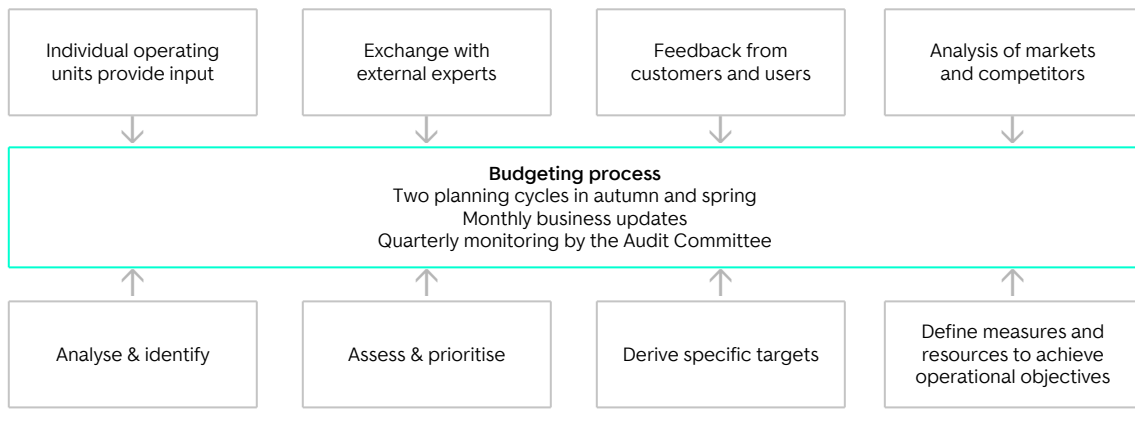 Individual operating
units provide input
Exchange with
external experts
Feedback from
customers and users
Analysis of markets
and competitors
Budgeting process
Two planning cycles in autumn and spring
Monthly business updates
Quarterly monitoring by the Audit Committee
Analyse & identify
Assess & prioritise
Derive specific targets
Define measures and
resources to achieve
operational objectives